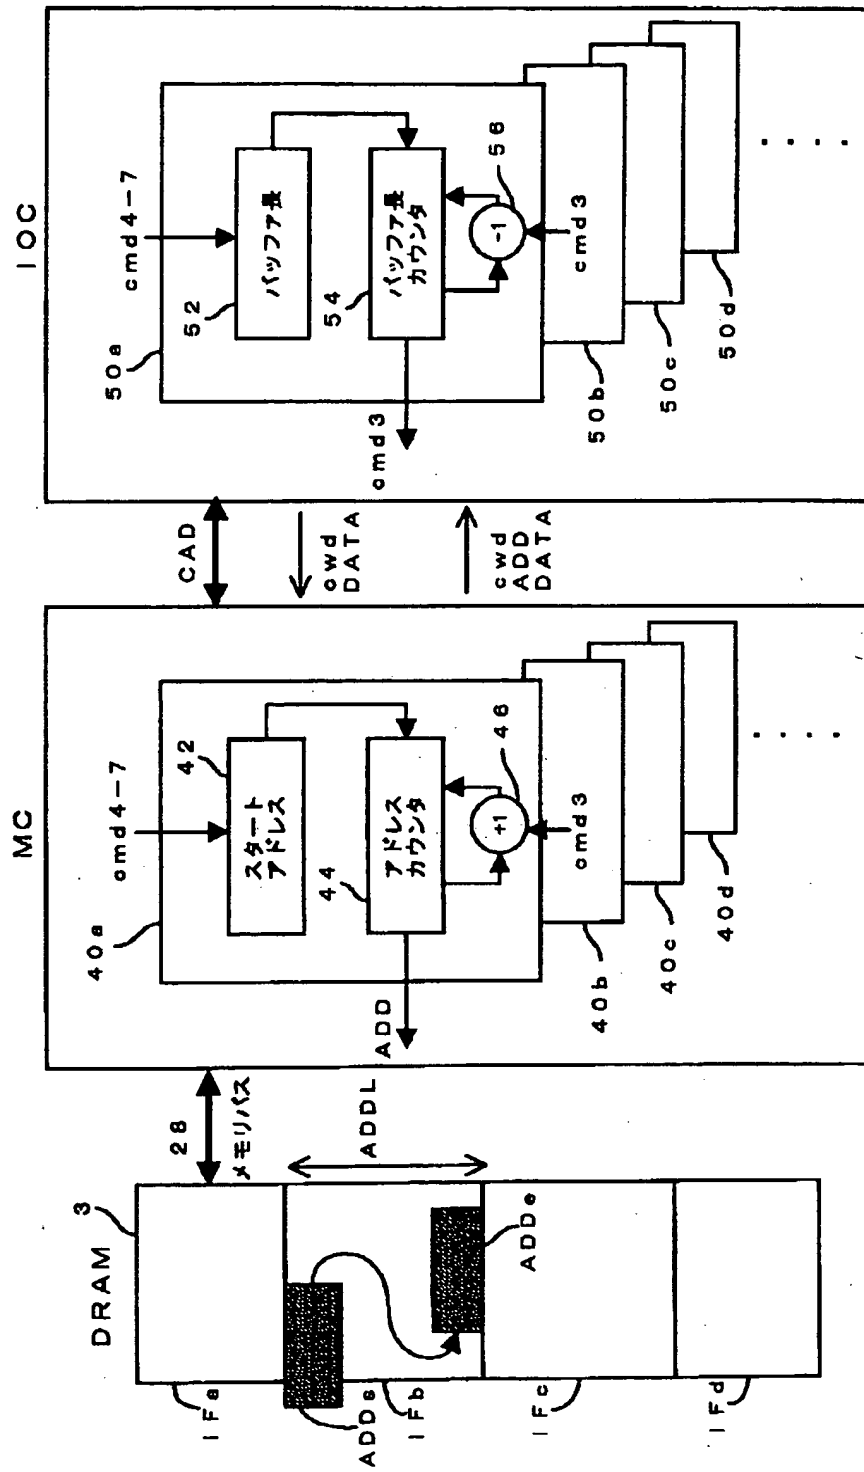 DRAM
3
IFa
ADDs
IFb
IFc
IFd
ADDe
ADDL
28
メモリバス
MC
40a
cmd4-7
42
スタート
アドレス
44
アドレス
カウンタ
ADD
+1
46
cmd3
40b
40c
40d
CAD
cwd
DATA
cwd
ADD
DATA
IOC
50a
cmd4-7
52
バッファ長
54
バッファ長
カウンタ
cmd3
-1
56
cmd3
50b
50c
50d